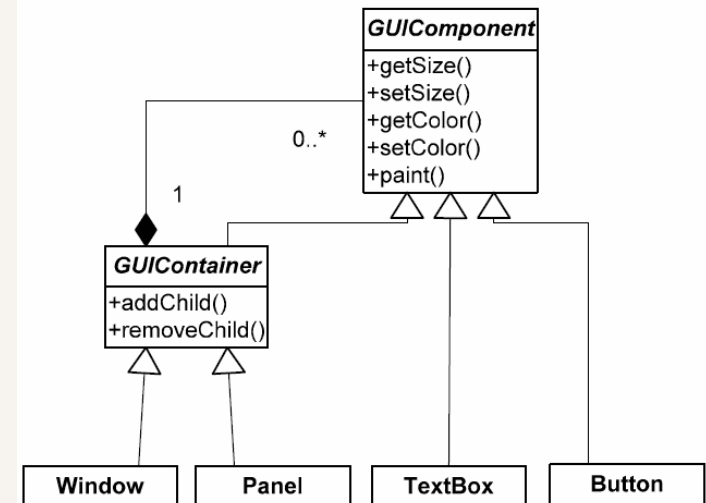 GUIComponent
+getSize()
+setSize()
+getColor()
+setColor()
+paint()
0..*
1
GUIContainer
+addChild()
+removeChild()
Window
Panel
TextBox
Button